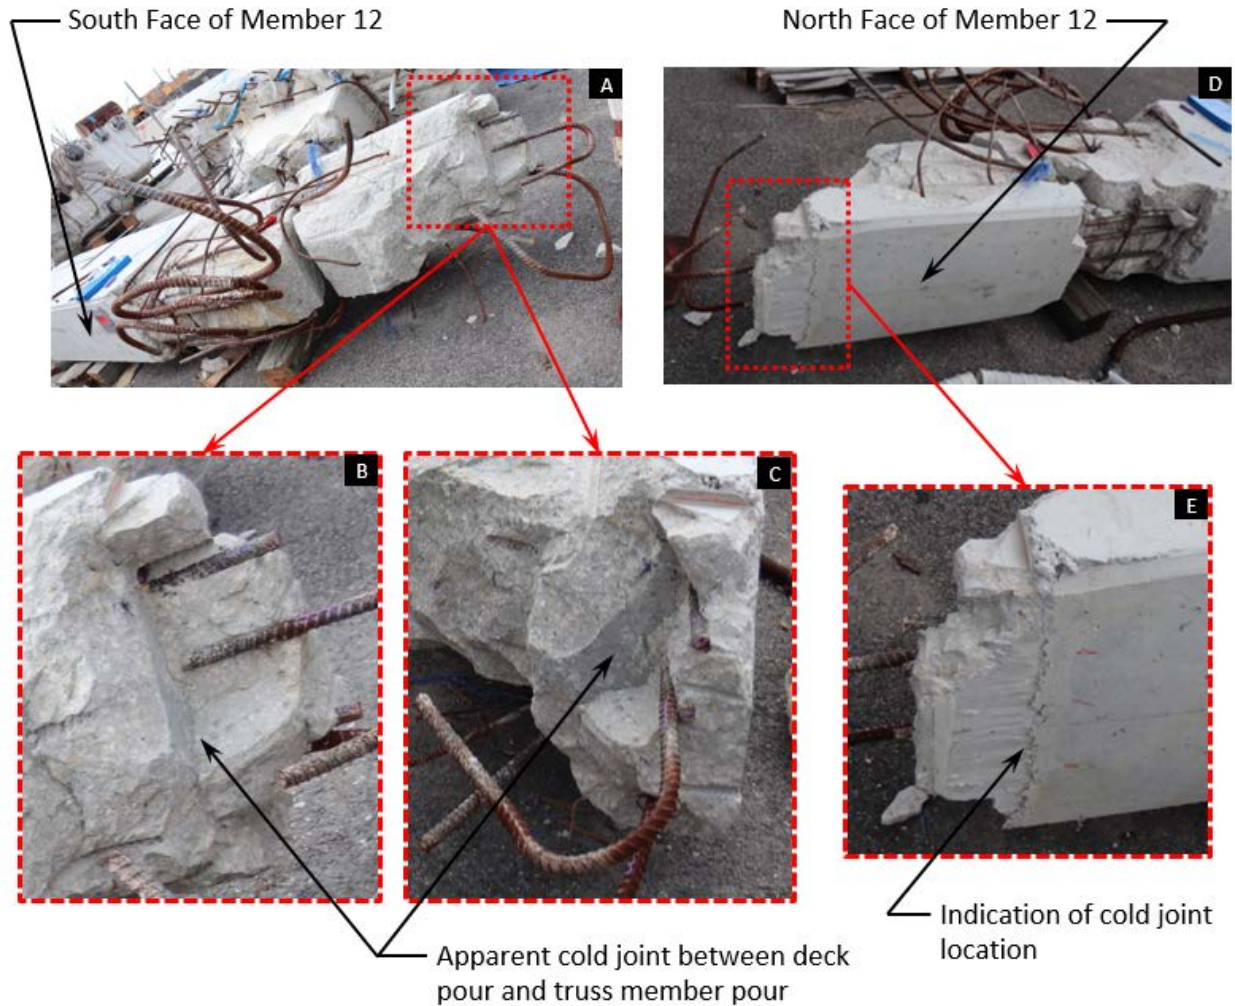 South Face of Member 12
North Face of Member 12
A
D
B
C
E
Apparent cold joint between deck
pour and truss member pour
Indication of cold joint
location